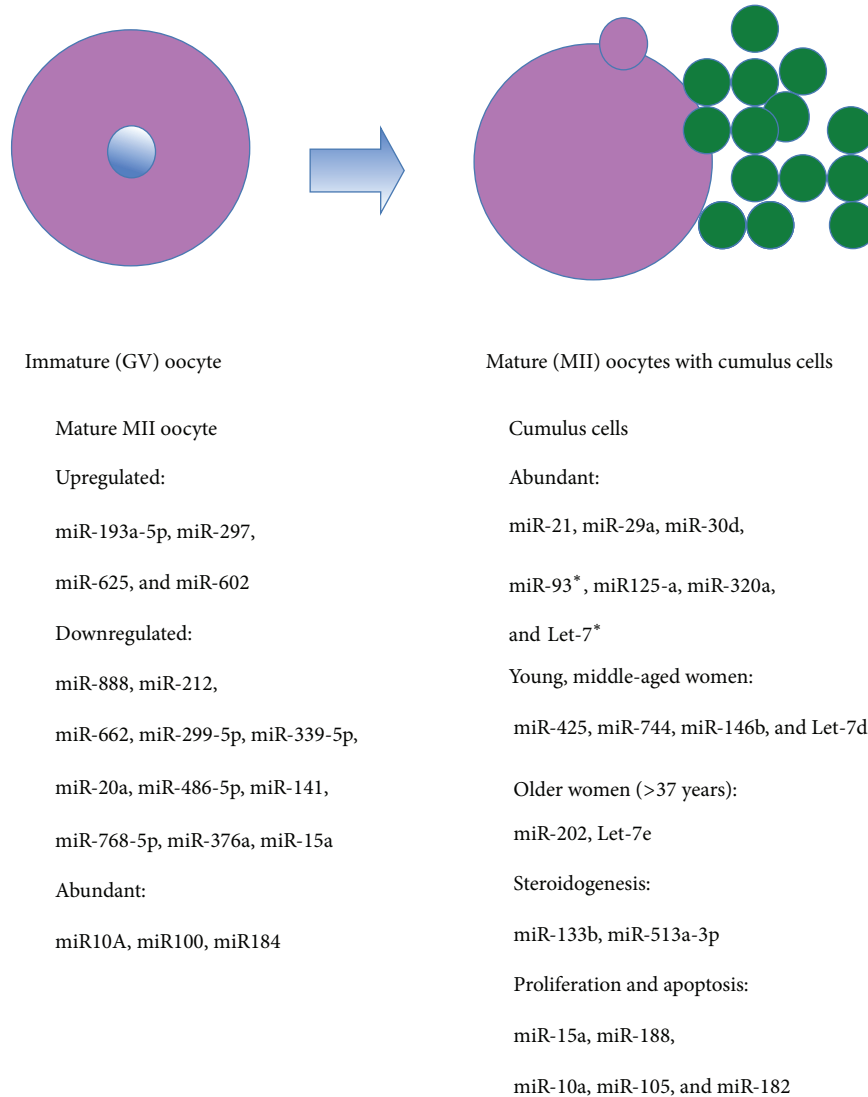 Immature (GV) oocyte
Mature MII oocyte
Upregulated:
miR-193a-5p, miR-297,
miR-625, and miR-602
Downregulated:
miR-888, miR-212,
miR-662, miR-299-5p, miR-339-5p,
miR-20a, miR-486-5p, miR-141,
miR-768-5p, miR-376a, miR-15a
Abundant:
miR10A, miR100, miR184
Mature (MII) oocytes with cumulus cells
Cumulus cells
Abundant:
miR-21, miR-29a, miR-30d,
miR-93*, miR125-a, miR-320a,
and Let-7*
Young, middle-aged women:
miR-425, miR-744, miR-146b, and Let-7d
Older women (>37 years):
miR-202, Let-7e
Steroidogenesis:
miR-133b, miR-513a-3p
Proliferation and apoptosis:
miR-15a, miR-188,
miR-10a, miR-105, and miR-182